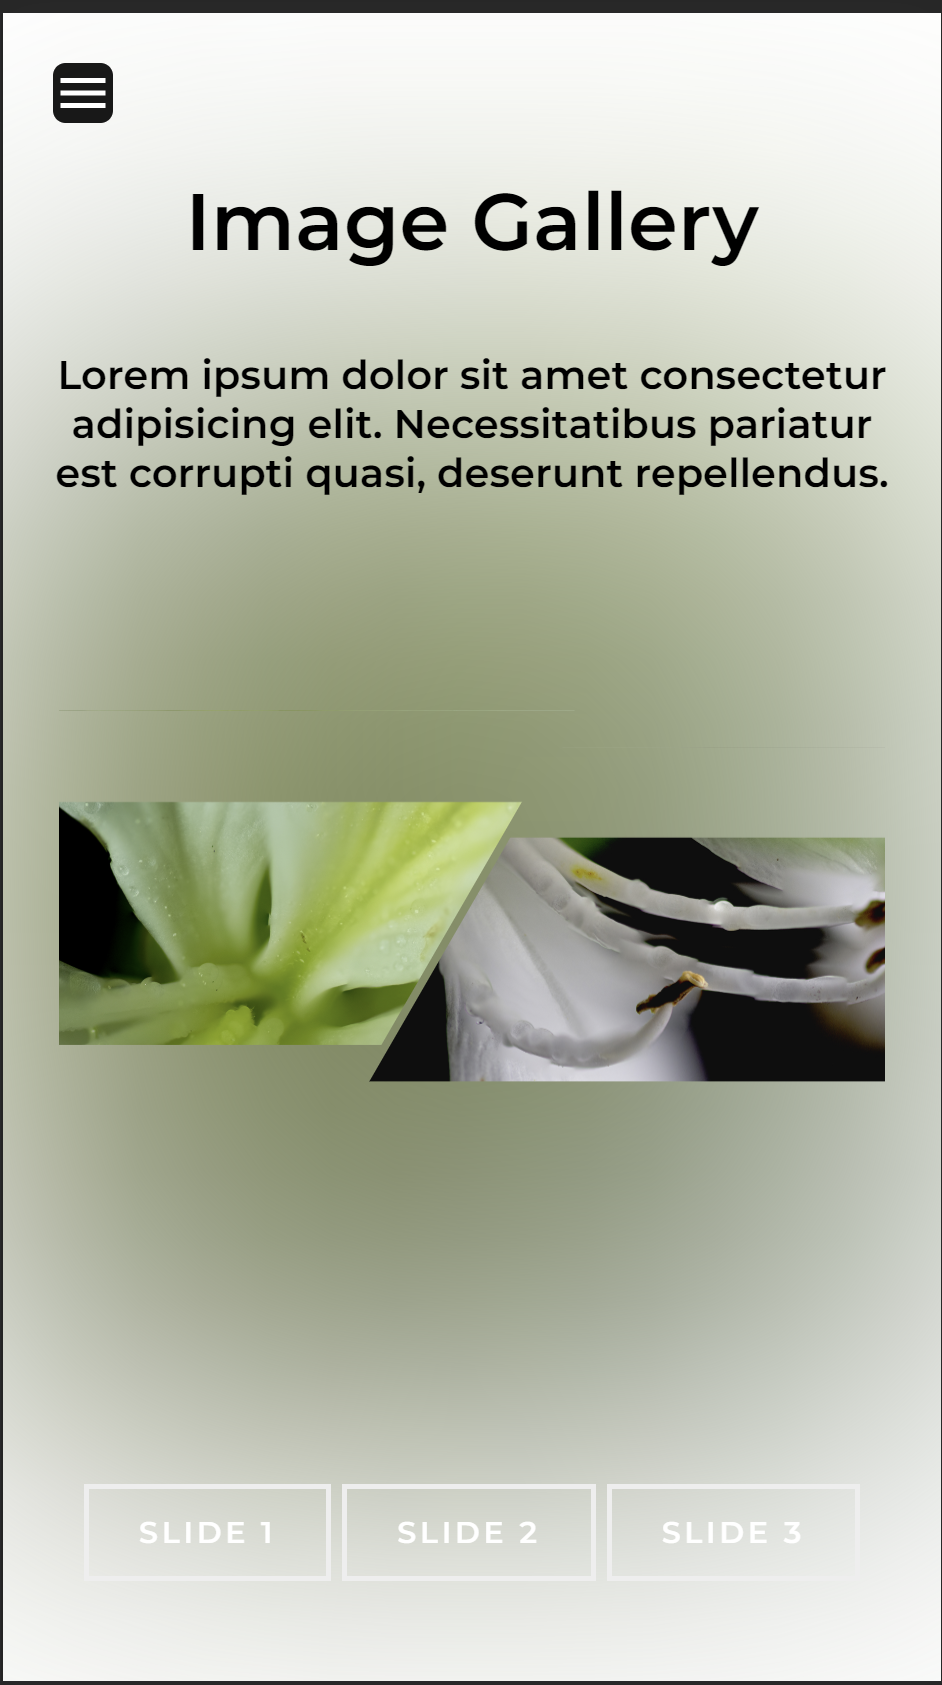 Image Gallery
Lorem ipsum dolor sit amet consectetur
adipisicing elit. Necessitatibus pariatur
est corrupti quasi, deserunt repellendus.
SLIDE 1
SLIDE 2
SLIDE 3